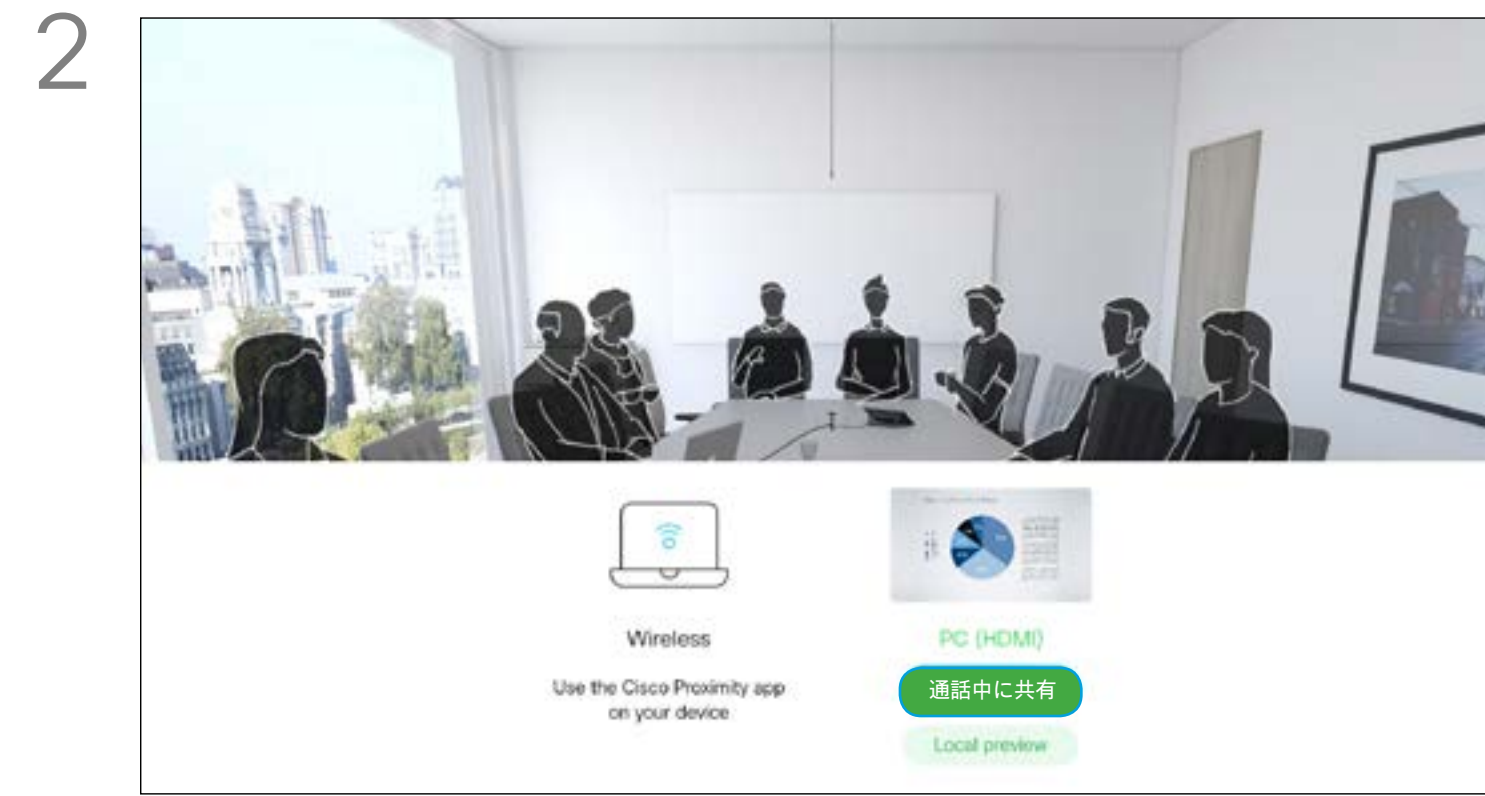 2
Wireless
Use the Cisco Proximity app
on your device
PC (HDMI)
通話中に共有
Local preview